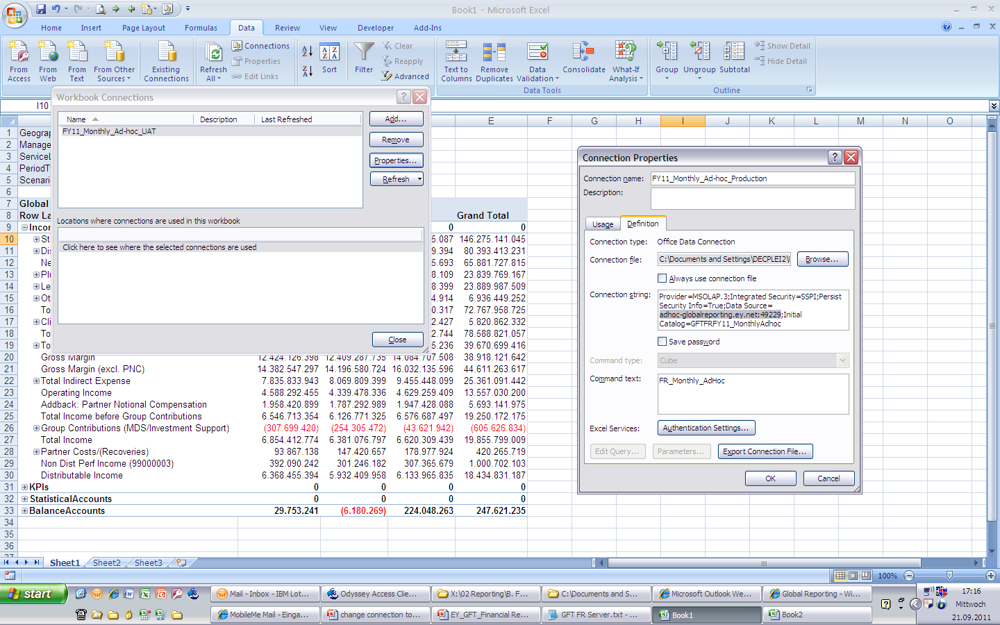 Book1 - Microsoft Excel
Home Insert Page Layout Formulas Data Review View Developer Add-Ins
From Access
From Web
From Text
From Other Sources
Existing Connections
Refresh All
Connections
Properties
Edit Links
Sort
Filter
Clear
Reapply
Advanced
Text to Columns
Remove Duplicates
Data Validation
Consolidate
What-If Analysis
Group
Ungroup
Subtotal
Show Detail
Hide Detail
Data Tools
Outline
I10
Workbook Connections
Name Description Last Refreshed
FY11_Monthly_Ad-hoc_UAT
Add...
Remove
Properties...
Refresh
Locations where connections are used in this workbook
Click here to see where the selected connections are used
Close
E F G H I J K L M N O
1 Geograp
2 Manage
3 ServiceL
4 PeriodTy
5 Scenari
6
7 Global
8 Row La Grand Total
9 Incon 0 0
10 St 5.087 146.275.141.045
11 Dis 9.394 80.393.413.231
12 Ne 5.693 65.881.727.815
13 Plu 8.109 23.839.769.167
14 Le 8.399 23.889.987.509
15 Ot 4.914 6.936.449.252
16 To 0.317 72.767.958.725
17 Cli 2.427 5.820.862.332
18 To 2.744 78.588.821.057
19 To 5.236 39.670.699.416
20 Gross Margin 12.424.126.398 12.409.287.735 14.084.707.508 38.918.121.642
21 Gross Margin (excl. PNC) 14.382.547.297 14.196.580.724 16.032.135.596 44.611.263.617
22 Total Indirect Expense 7.835.833.943 8.069.809.399 9.455.448.099 25.361.091.442
23 Operating Income 4.588.292.455 4.339.478.336 4.629.259.409 13.557.030.200
24 Addback: Partner Notional Compensation 1.958.420.899 1.787.292.989 1.947.428.088 5.693.141.975
25 Total Income before Group Contributions 6.546.713.354 6.126.771.325 6.576.687.497 19.250.172.175
26 Group Contributions (MDS/Investment Support) (307.699.420) (254.305.472) (43.621.942) (605.626.834)
27 Total Income 6.854.412.774 6.381.076.797 6.620.309.439 19.855.799.009
28 Partner Costs/(Recoveries) 93.867.138 147.420.657 178.977.924 420.265.719
29 Non Dist Perf Income (99000003) 392.090.242 301.246.182 307.365.679 1.000.702.103
30 Distributable Income 6.368.455.394 5.932.409.958 6.133.965.835 18.434.831.187
31 KPIs 0 0 0 0
32 StatisticalAccounts 0 0 0 0
33 BalanceAccounts 29.753.241 (6.180.269) 224.048.263 247.621.235
34
35
36
37
Connection Properties
Connection name: FY11_Monthly_Ad-hoc_Production
Description:
Usage Definition
Connection type: Office Data Connection
Connection file: C:\Documents and Settings\DECPLEI2\ Browse...
Always use connection file
Connection string: Provider=MSOLAP.3;Integrated Security=SSPI;Persist
Security Info=True;Data Source=
adhoc-globalreporting.ey.net:49229;Initial
Catalog=GFTFRFY11_MonthlyAdhoc
Save password
Command type: Cube
Command text: FR_Monthly_AdHoc
Excel Services: Authentication Settings...
Edit Query... Parameters... Export Connection File...
OK Cancel
Sheet1 Sheet2 Sheet3
100%
start
Mail - Inbox - IBM Lot...
Odyssey Access Clie...
X:\02 Reporting\B. F...
C:\Documents and S...
Microsoft Outlook We...
Global Reporting - Wi...
17:16
MobileMe Mail - Einga...
change connection to...
EY_GFT_Financial Re...
GFT FR Server.txt - ...
Book1
Book2
Mittwoch
21.09.2011